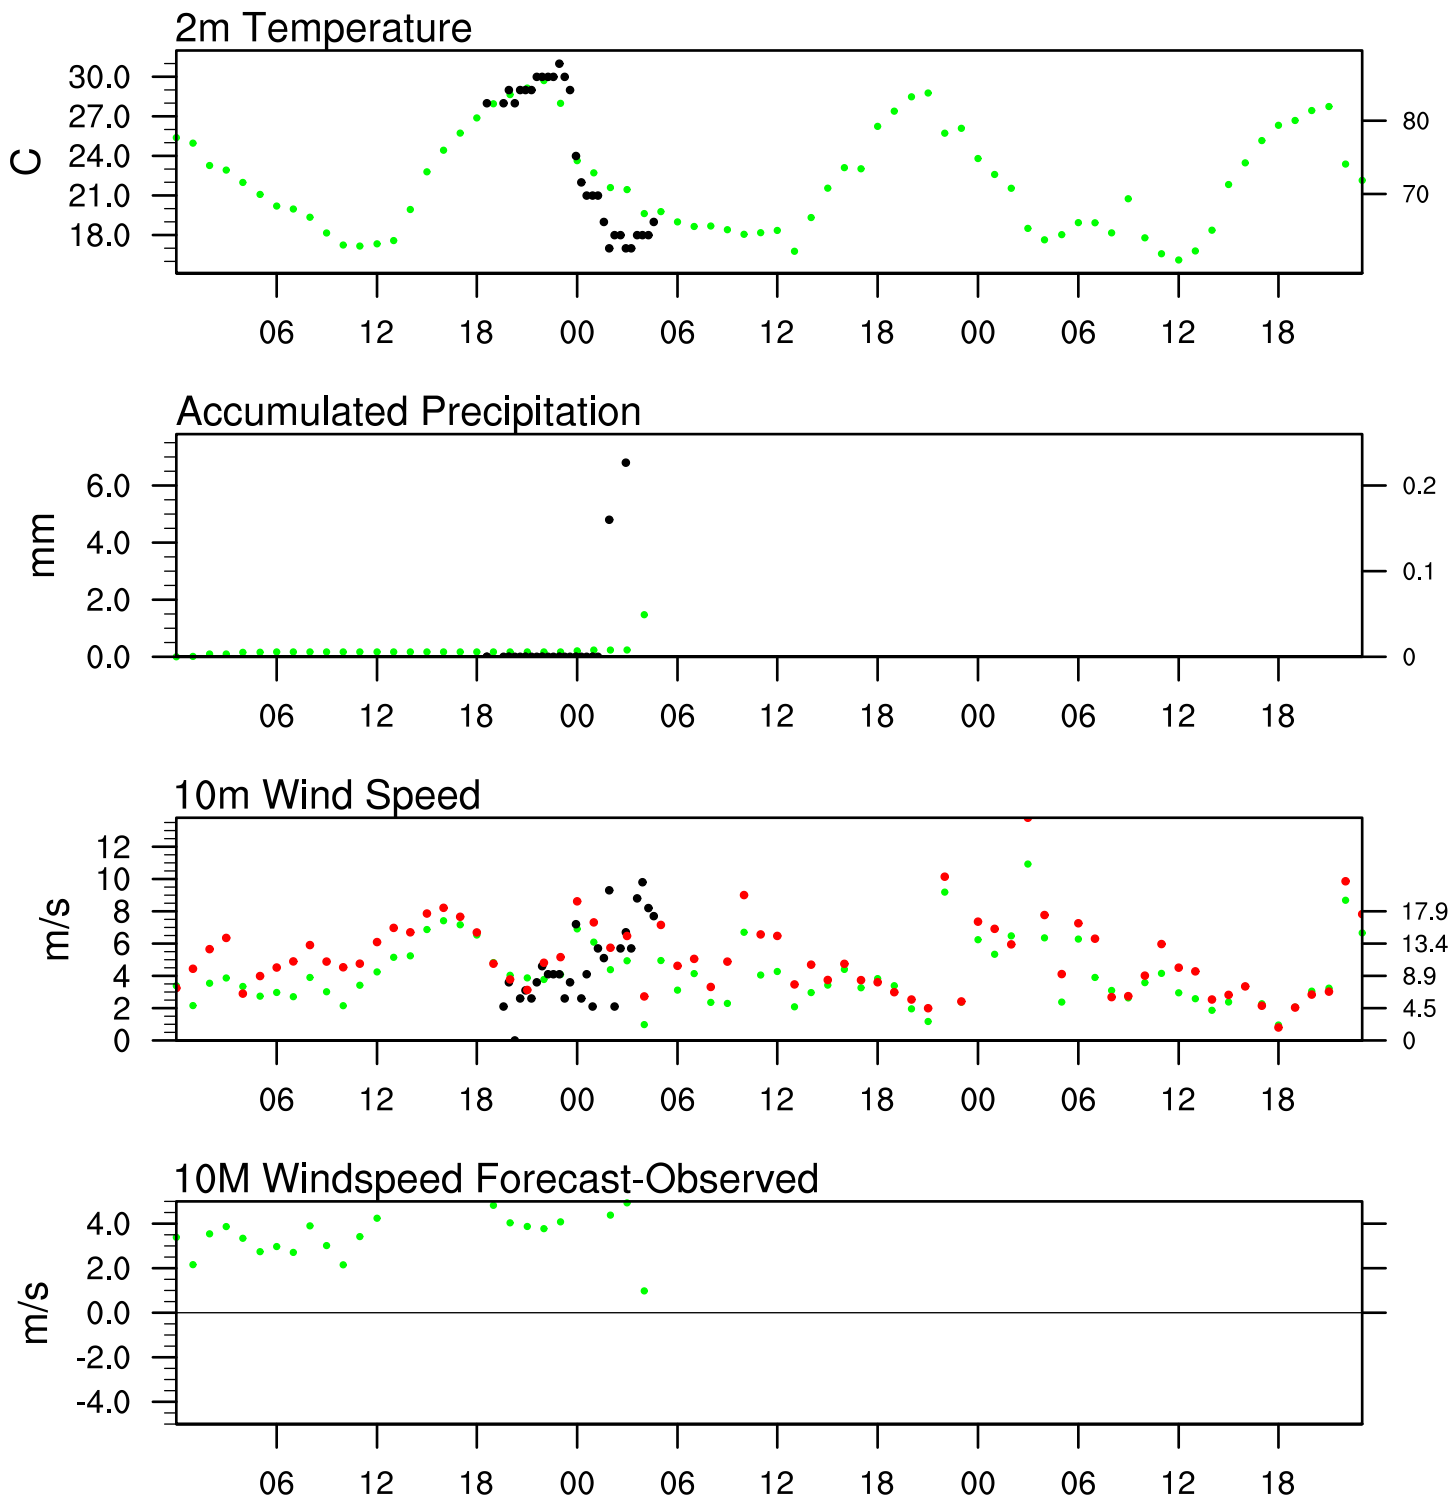 2m Temperature
30.0
27.0
24.0
21.0
18.0
C
80
70
06 12 18 00 06 12 18 00 06 12 18
Accumulated Precipitation
6.0
4.0
2.0
0.0
mm
0.2
0.1
0
06 12 18 00 06 12 18 00 06 12 18
10m Wind Speed
12
10
8
6
4
2
0
m/s
17.9
13.4
8.9
4.5
0
06 12 18 00 06 12 18 00 06 12 18
10M Windspeed Forecast-Observed
4.0
2.0
0.0
-2.0
-4.0
m/s
06 12 18 00 06 12 18 00 06 12 18